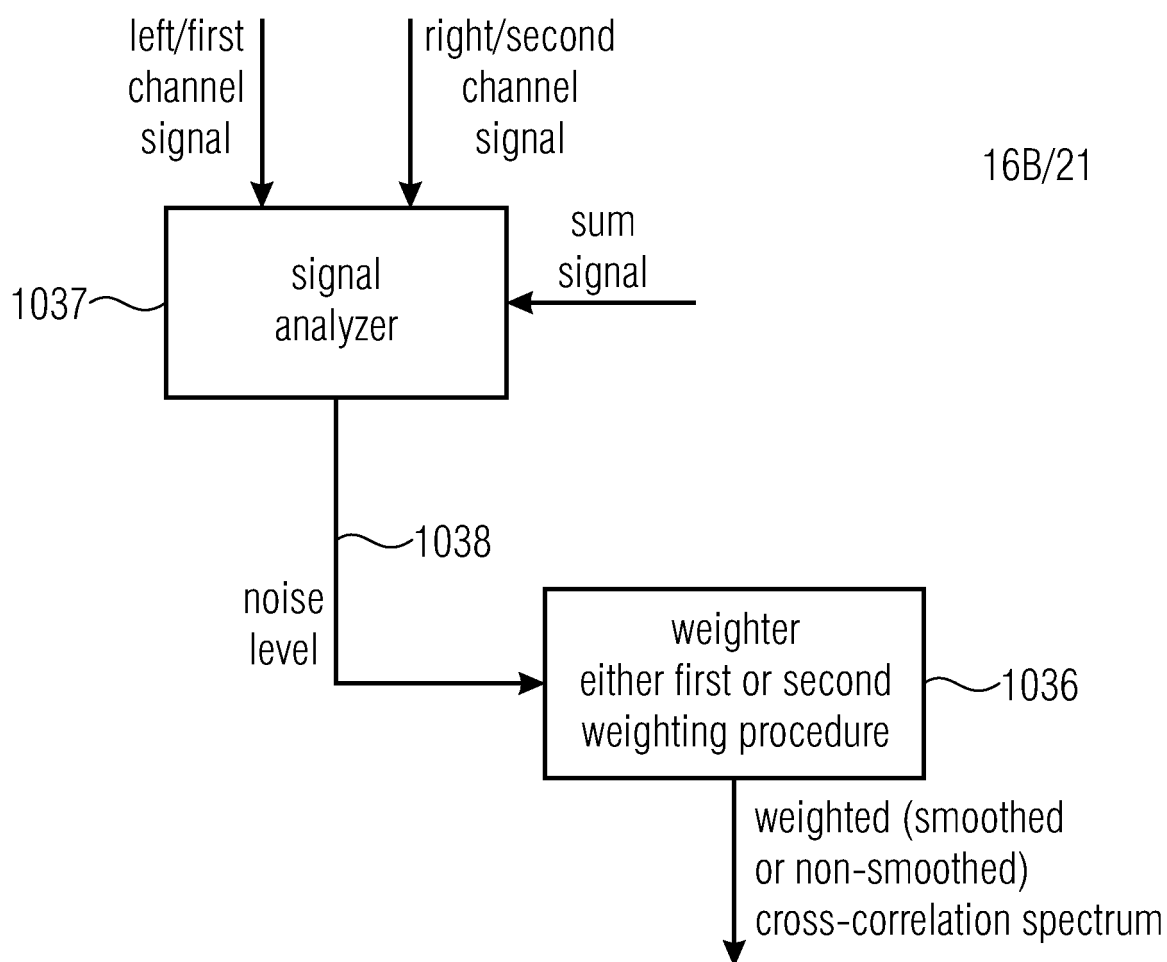 left/first
channel
signal
right/second
channel
signal
16B/21
sum
signal
signal
analyzer
1037
1038
noise
level
weighter
either first or second
weighting procedure
1036
weighted (smoothed
or non-smoothed)
cross-correlation spectrum